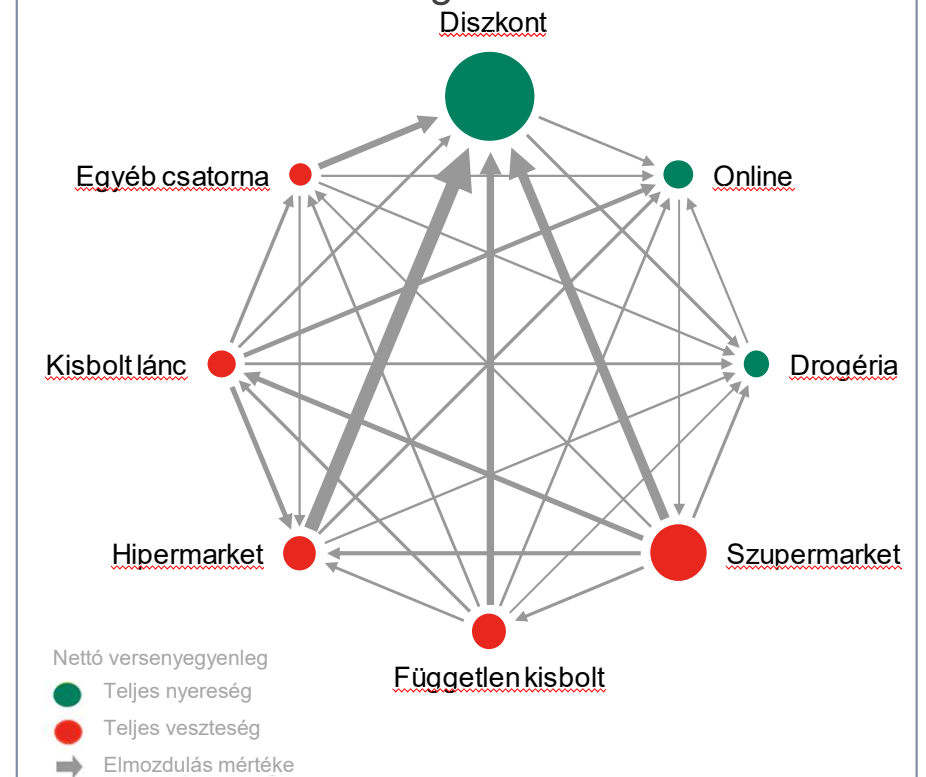 Diszkont
Egyéb csatorna
Online
Kisbolt lánc
Drogéria
Hipermarket
Szupermarket
Független kisbolt
Nettó versenyegyenleg
Teljes nyereség
Teljes veszteség
Elmozdulás mértéke